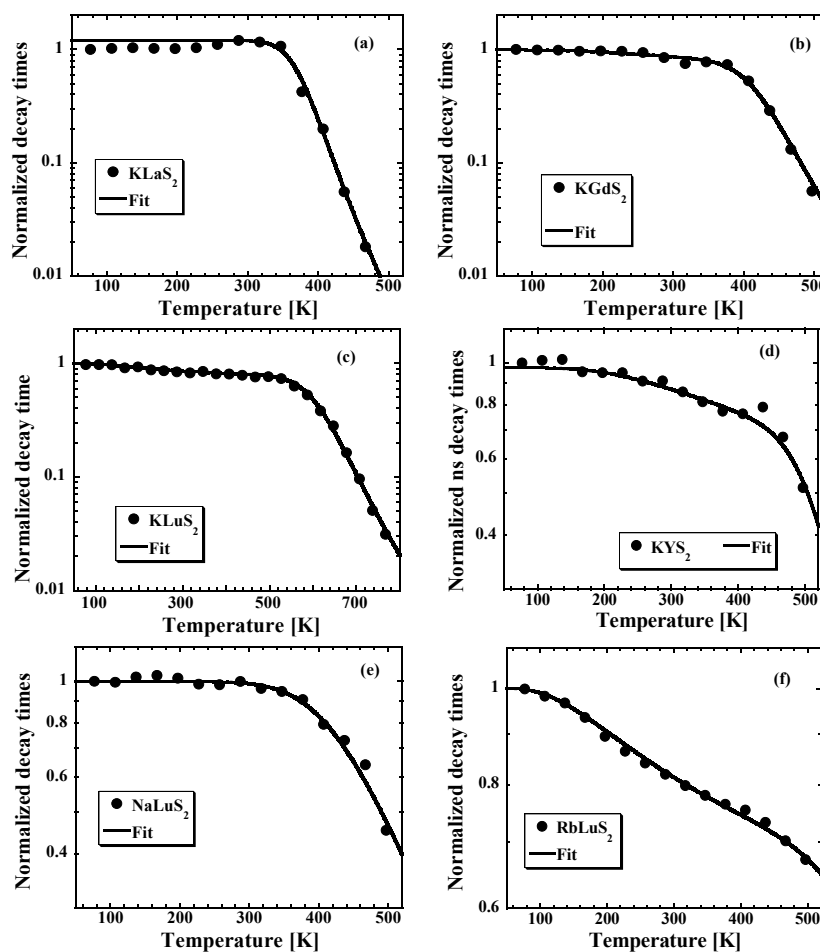 Normalized decay times
1
0.1
0.01
(a)
KLaS2
Fit
100 200 300 400 500
Temperature [K]
Normalized decay times
1
0.1
0.01
(b)
KGdS2
Fit
100 200 300 400 500
Temperature [K]
Normalized decay time
1
0.1
0.01
(c)
KLuS2
Fit
100 300 500 700
Temperature [K]
Normalized ns decay times
1
0.8
0.6
0.4
(d)
KYS2 Fit
100 200 300 400 500
Temperature [K]
Normalized decay times
1
0.8
0.6
0.4
(e)
NaLuS2
Fit
100 200 300 400 500
Temperature [K]
Normalized decay times
1
0.8
0.6
(f)
RbLuS2
Fit
100 200 300 400 500
Temperature [K]